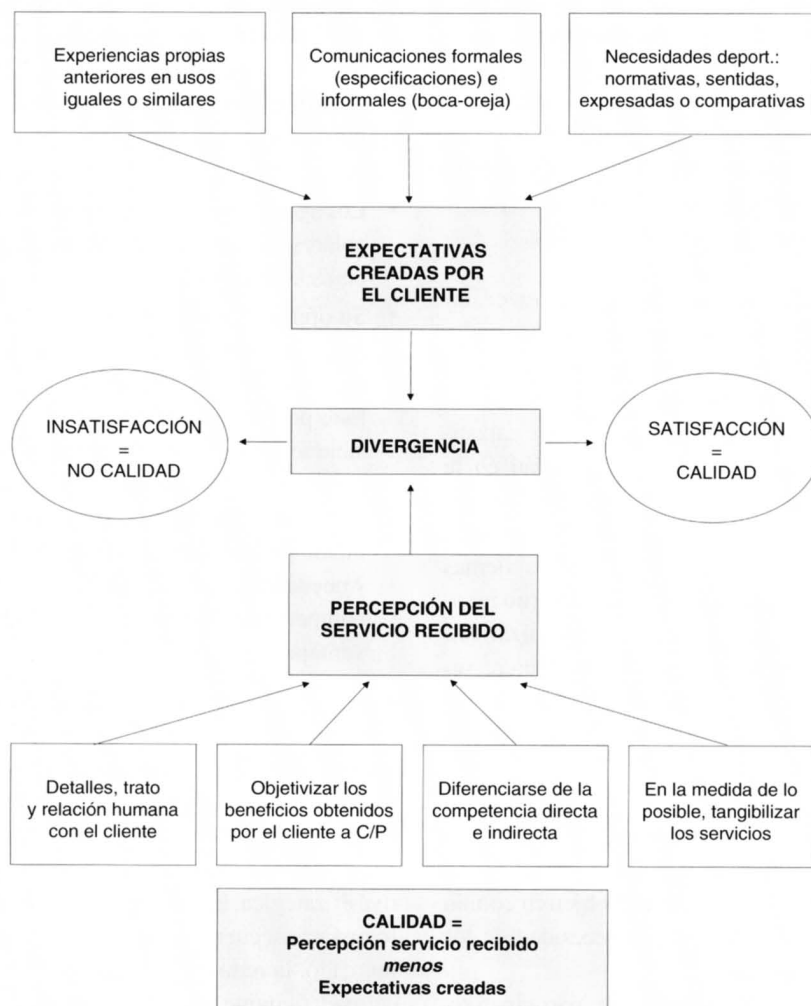 Experiencias propias
anteriores en usos
iguales o similares
Comunicaciones formales
(especificaciones) e
informales (boca-oreja)
Necesidades deport.:
normativas, sentidas,
expresadas o comparativas
EXPECTATIVAS
CREADAS POR
EL CLIENTE
INSATISFACCIÓN
=
NO CALIDAD
DIVERGENCIA
SATISFACCIÓN
=
CALIDAD
PERCEPCIÓN DEL
SERVICIO RECIBIDO
Detalles, trato
y relación humana
con el cliente
Objetivizar los
beneficios obtenidos
por el cliente a C/P
Diferenciarse de la
competencia directa
e indirecta
En la medida de lo
posible, tangibilizar
los servicios
CALIDAD =
Percepción servicio recibido
menos
Expectativas creadas